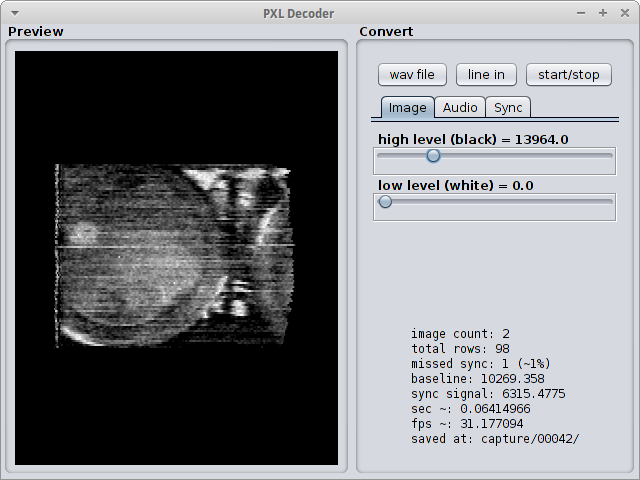 PXL Decoder
Preview
Convert
wav file line in start/stop
Image Audio Sync
high level (black) = 13964.0
low level (white) = 0.0
image count: 2
total rows: 98
missed sync: 1 (~1%)
baseline: 10269.358
sync signal: 6315.4775
sec ~: 0.06414966
fps ~: 31.177094
saved at: capture/00042/